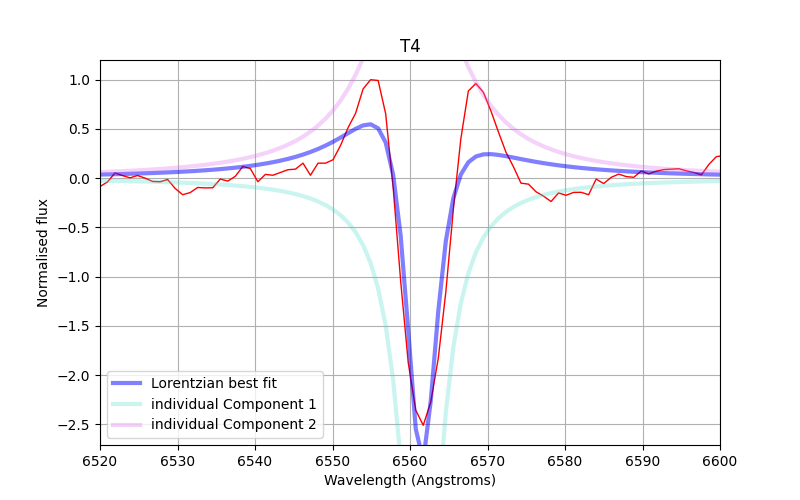 T4
Normalised flux
1.0
0.5
0.0
−0.5
−1.0
−1.5
−2.0
−2.5
Lorentzian best fit
individual Component 1
individual Component 2
6520 6530 6540 6550 6560 6570 6580 6590 6600
Wavelength (Angstroms)